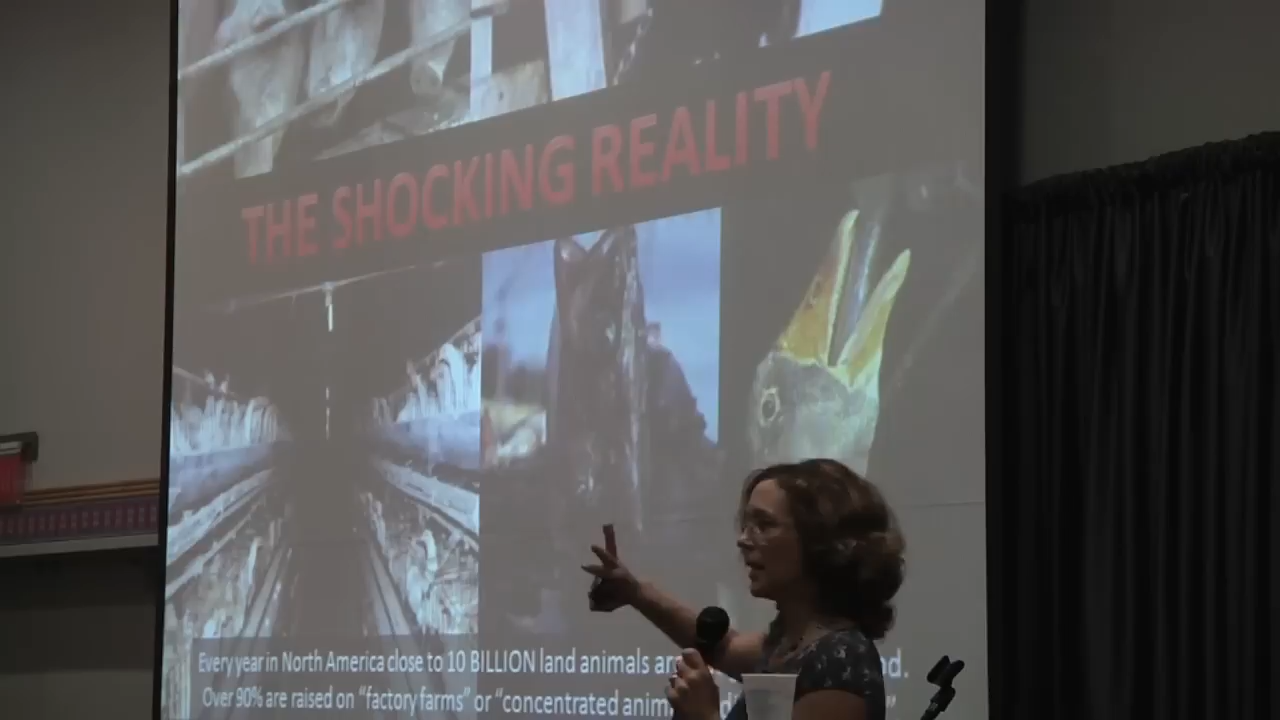 THE SHOCKING REALITY
Every year in North America close to 10 BILLION land animals
Over 90% are raised on "factory farms" or "concentrated